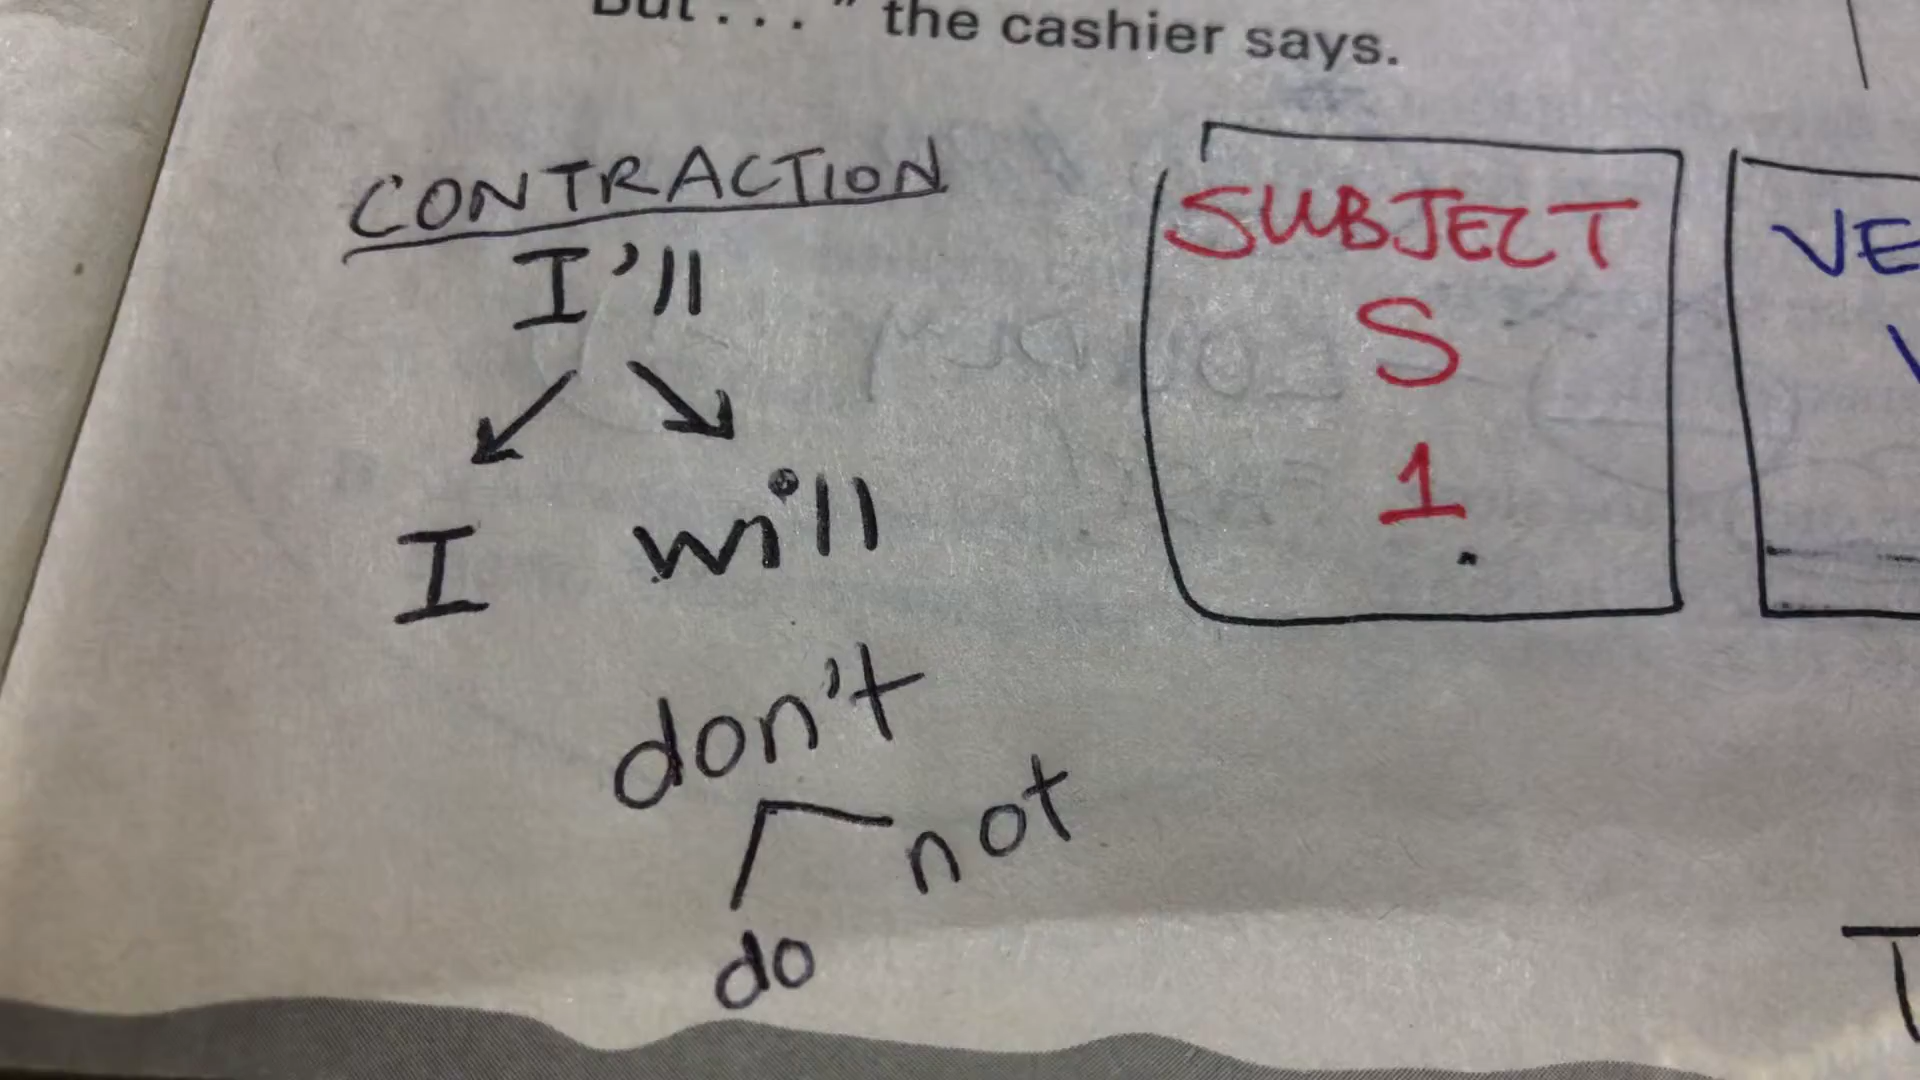 the cashier says.
CONTRACTION
I'll
I will
don't
not
do
SUBJECT
S
1